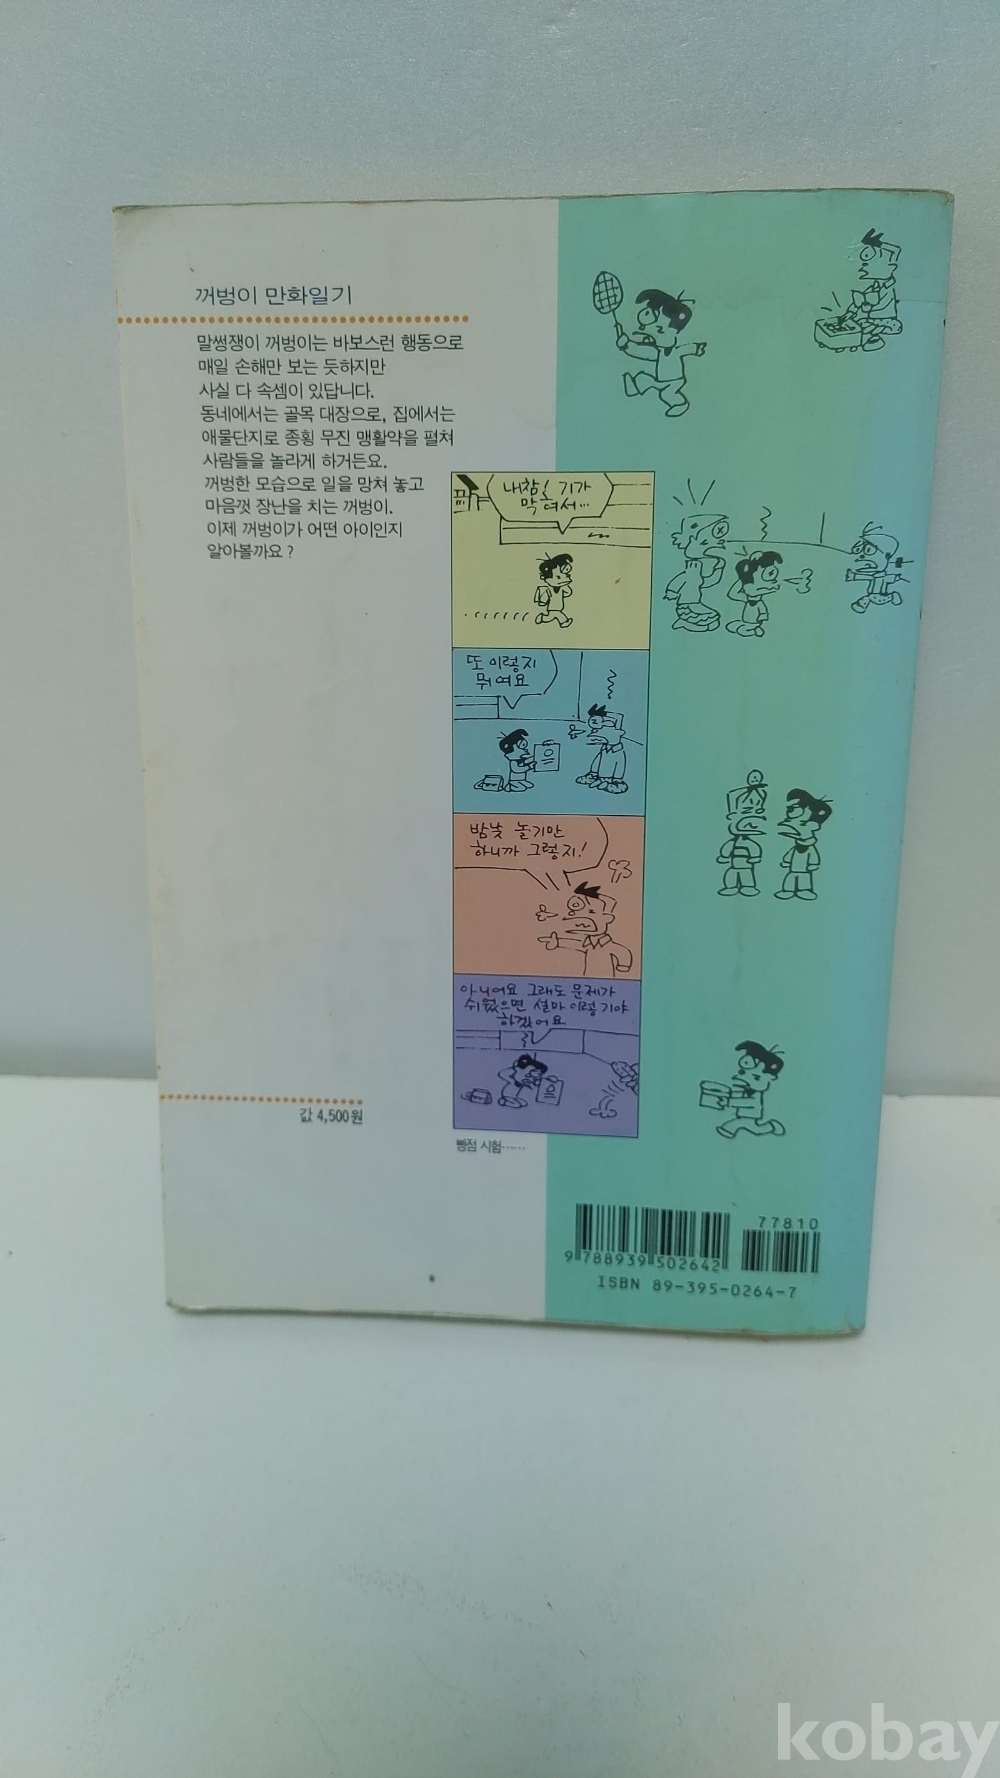 꺼벙이 만화일기
말썽쟁이 꺼벙이는 바보스런 행동으로
매일 손해만 보는 듯하지만
사실 다 속셈이 있답니다.
동네에서는 골목 대장으로, 집에서는
애물단지로 종횡 무진 맹활약을 펼쳐
사람들을 놀라게 하거든요.
꺼벙한 모습으로 일을 망쳐 놓고
마음껏 장난을 치는 꺼벙이.
이제 꺼벙이가 어떤 아이인지
알아볼까요?
내참! 기가
막혀서...
또 이렇지
뭐여요
밤낮 놀기만
하니까 그렇지!
아니어요 그래도 문제가
쉬웠으면 설마 이렇기야
하겠어요
빵점 시험……
값 4,500원
77810
9 788939 502642
ISBN 89-395-0264-7
kobay